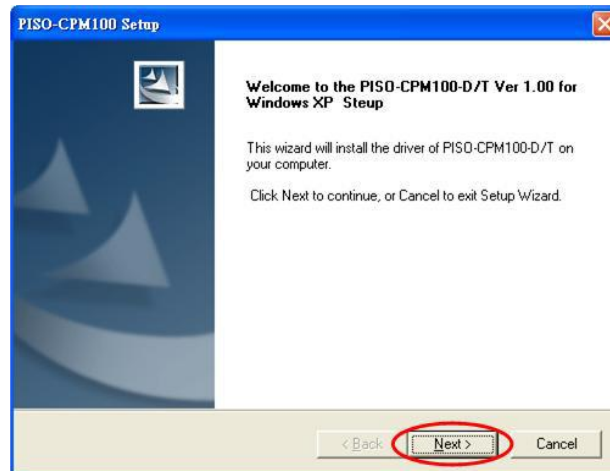 PISO-CPM100 Setup
Welcome to the PISO-CPM100-D/T Ver 1.00 for
Windows XP Steup
This wizard will install the driver of PISO-CPM100-D/T on
your computer.
Click Next to continue, or Cancel to exit Setup Wizard.
< Back Next > Cancel